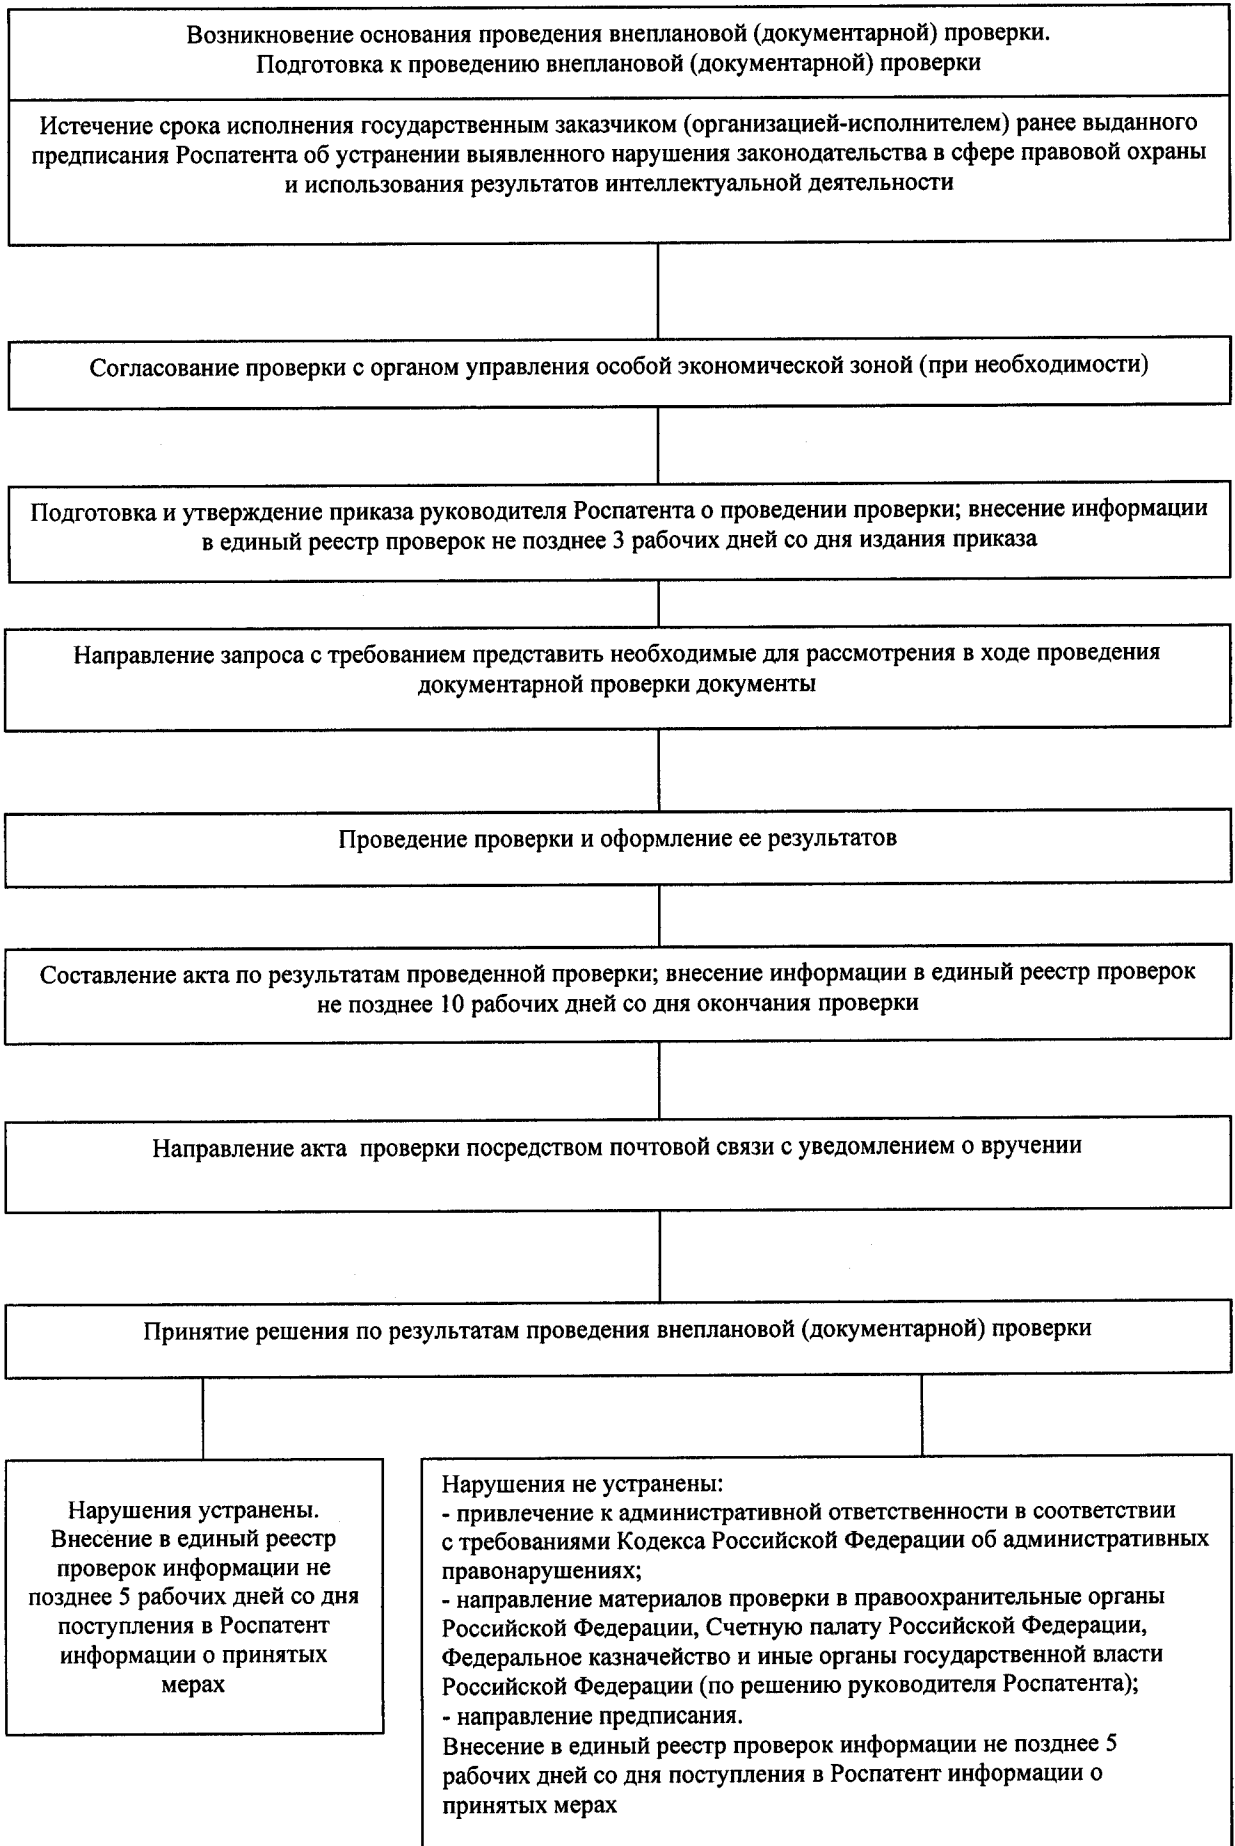 Возникновение основания проведения внеплановой (документарной) проверки.
Подготовка к проведению внеплановой (документарной) проверки
Истечение срока исполнения государственным заказчиком (организацией-исполнителем) ранее выданного
предписания Роспатента об устранении выявленного нарушения законодательства в сфере правовой охраны
и использования результатов интеллектуальной деятельности
Согласование проверки с органом управления особой экономической зоной (при необходимости)
Подготовка и утверждение приказа руководителя Роспатента о проведении проверки; внесение информации
в единый реестр проверок не позднее 3 рабочих дней со дня издания приказа
Направление запроса с требованием представить необходимые для рассмотрения в ходе проведения
документарной проверки документы
Проведение проверки и оформление ее результатов
Составление акта по результатам проведенной проверки; внесение информации в единый реестр проверок
не позднее 10 рабочих дней со дня окончания проверки
Направление акта проверки посредством почтовой связи с уведомлением о вручении
Принятие решения по результатам проведения внеплановой (документарной) проверки
Нарушения устранены.
Внесение в единый реестр
проверок информации не
позднее 5 рабочих дней со дня
поступления в Роспатент
информации о принятых
мерах
Нарушения не устранены:
- привлечение к административной ответственности в соответствии
с требованиями Кодекса Российской Федерации об административных
правонарушениях;
- направление материалов проверки в правоохранительные органы
Российской Федерации, Счетную палату Российской Федерации,
Федеральное казначейство и иные органы государственной власти
Российской Федерации (по решению руководителя Роспатента);
- направление предписания.
Внесение в единый реестр проверок информации не позднее 5
рабочих дней со дня поступления в Роспатент информации о
принятых мерах